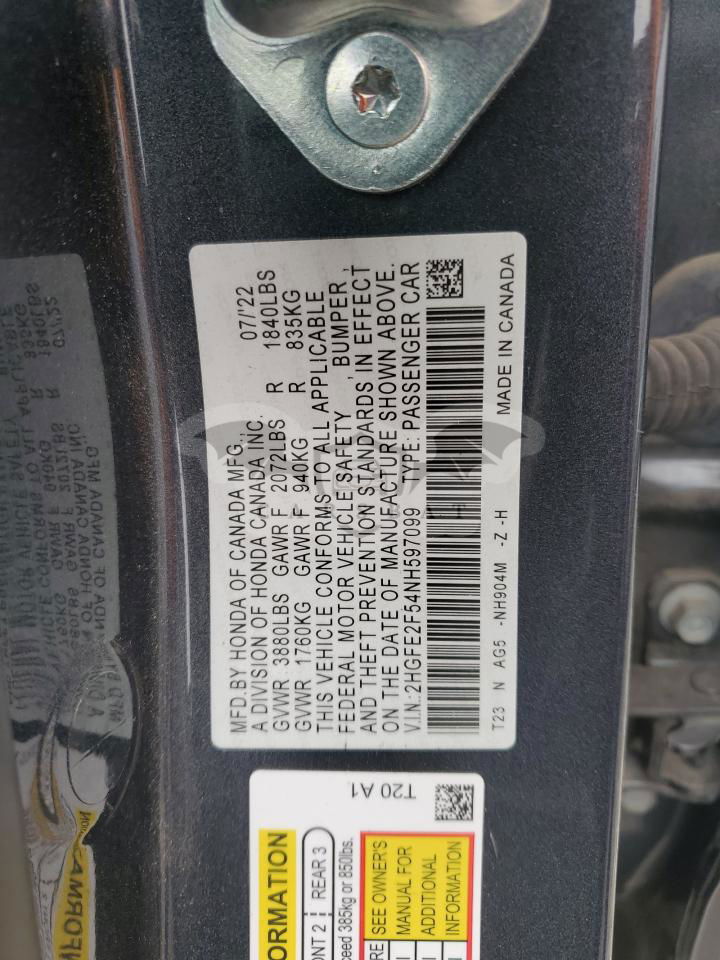 MFD.BY HONDA OF CANADA MFG., 07/'22
A DIVISION OF HONDA CANADA INC.
GVWR 3880LBS GAWR F 2072LBS R 1840LBS
GVWR 1760KG GAWR F 940KG R 835KG
THIS VEHICLE CONFORMS TO ALL APPLICABLE
FEDERAL MOTOR VEHICLE SAFETY , BUMPER ,
AND THEFT PREVENTION STANDARDS IN EFFECT
ON THE DATE OF MANUFACTURE SHOWN ABOVE.
V.I.N.:2HGFE2F54NH597099 TYPE: PASSENGER CAR
T23 N AG5 -NH904M -Z -H MADE IN CANADA
T20 A1
ORMATION
ONT 2 REAR 3
ceed 385kg or 850lbs.
RE SEE OWNER'S
MANUAL FOR
ADDITIONAL
INFORMATION